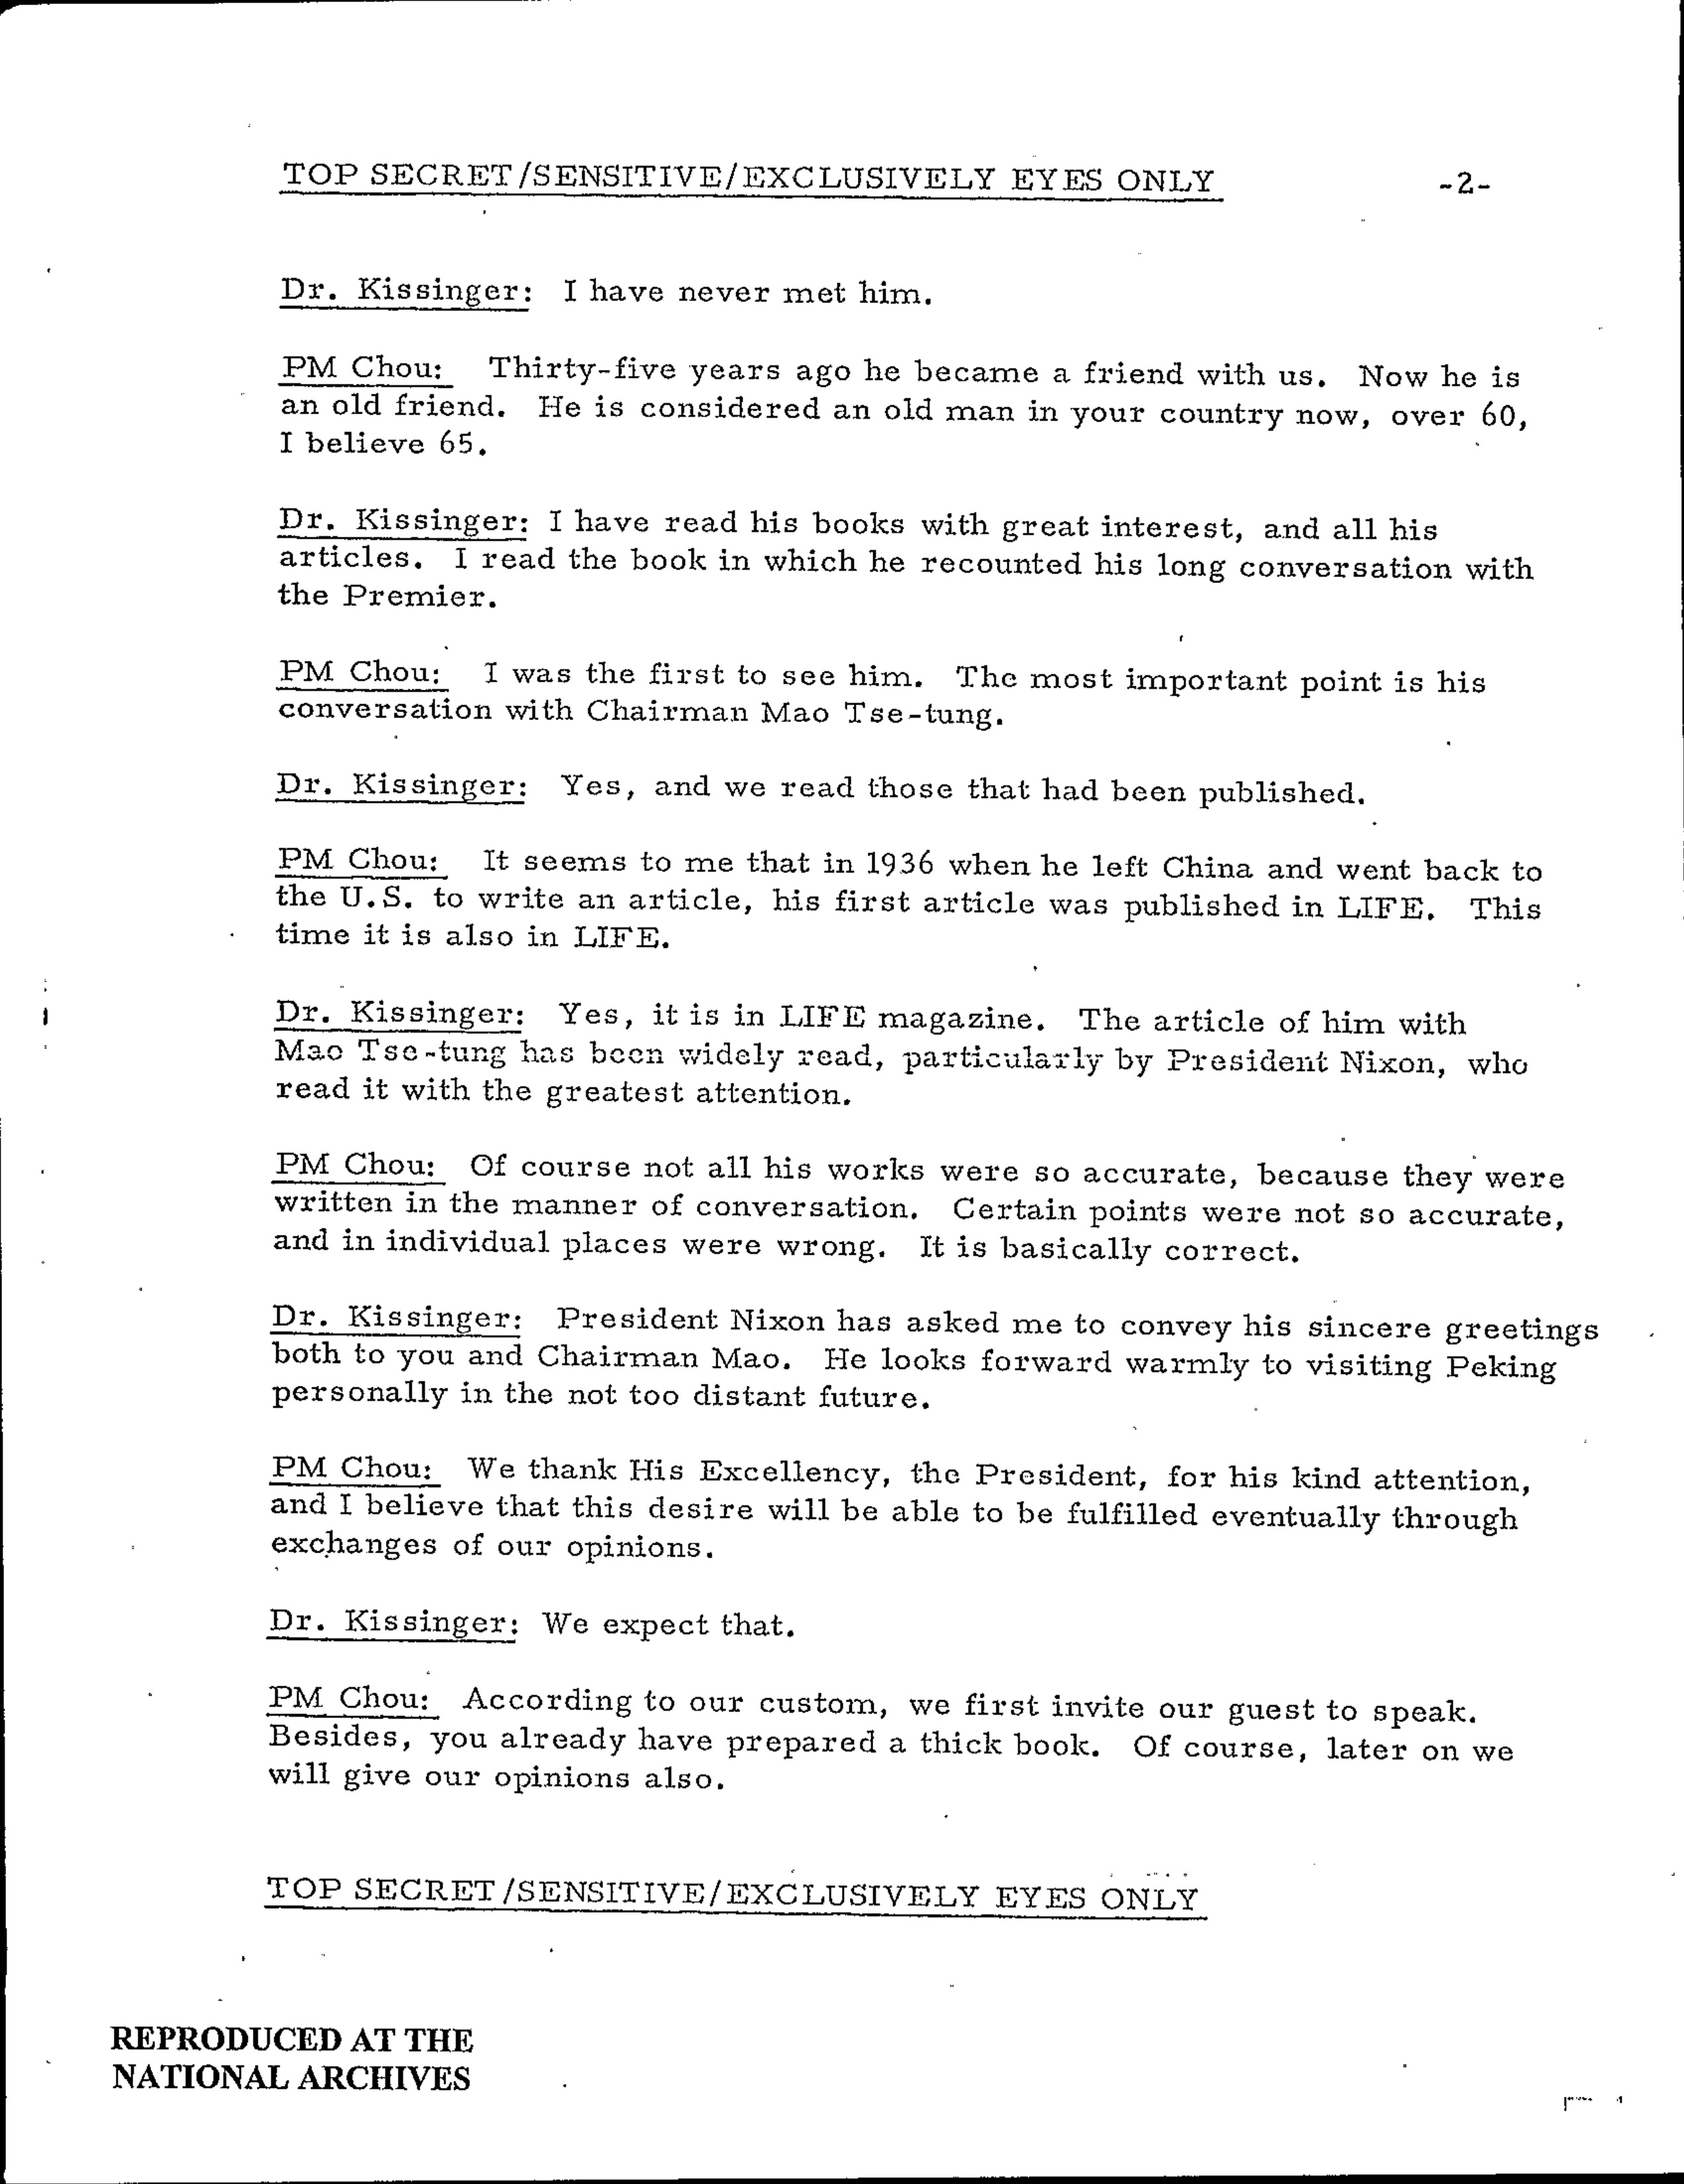 TOP SECRET/SENSITIVE/EXCLUSIVELY EYES ONLY -2-
Dr. Kissinger: I have never met him.
PM Chou: Thirty-five years ago he became a friend with us. Now he is
an old friend. He is considered an old man in your country now, over 60,
I believe 65.
Dr. Kissinger: I have read his books with great interest, and all his
articles. I read the book in which he recounted his long conversation with
the Premier.
PM Chou: I was the first to see him. The most important point is his
conversation with Chairman Mao Tse-tung.
Dr. Kissinger: Yes, and we read those that had been published.
PM Chou: It seems to me that in 1936 when he left China and went back to
the U.S. to write an article, his first article was published in LIFE. This
time it is also in LIFE.
Dr. Kissinger: Yes, it is in LIFE magazine. The article of him with
Mao Tse-tung has been widely read, particularly by President Nixon, who
read it with the greatest attention.
PM Chou: Of course not all his works were so accurate, because they were
written in the manner of conversation. Certain points were not so accurate,
and in individual places were wrong. It is basically correct.
Dr. Kissinger: President Nixon has asked me to convey his sincere greetings
both to you and Chairman Mao. He looks forward warmly to visiting Peking
personally in the not too distant future.
PM Chou: We thank His Excellency, the President, for his kind attention,
and I believe that this desire will be able to be fulfilled eventually through
exchanges of our opinions.
Dr. Kissinger: We expect that.
PM Chou: According to our custom, we first invite our guest to speak.
Besides, you already have prepared a thick book. Of course, later on we
will give our opinions also.
TOP SECRET/SENSITIVE/EXCLUSIVELY EYES ONLY
REPRODUCED AT THE
NATIONAL ARCHIVES